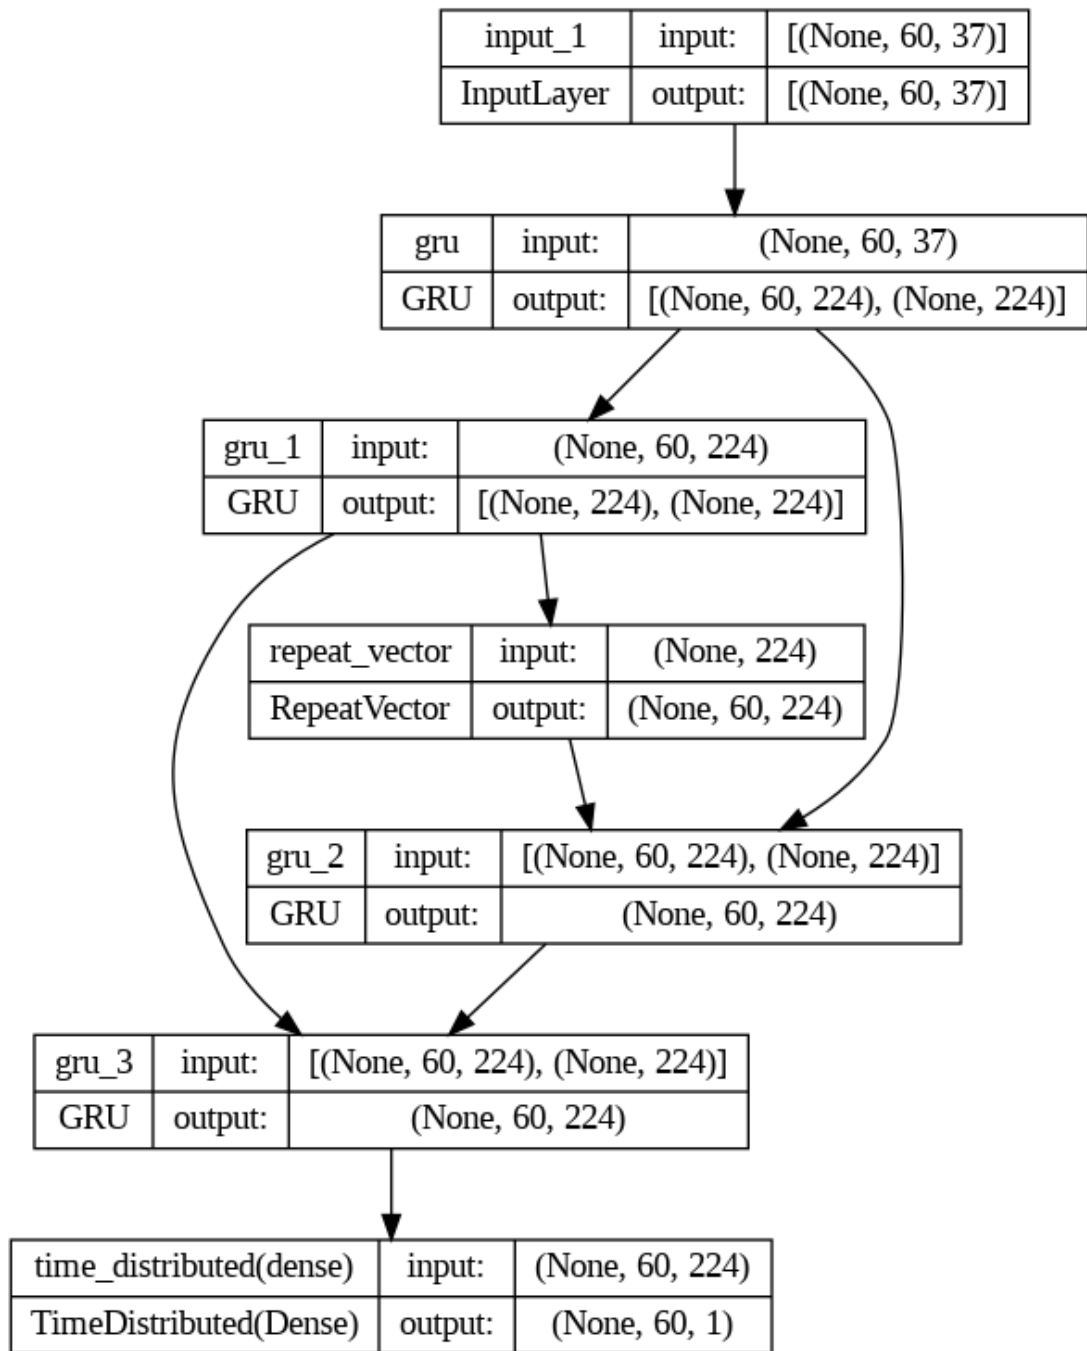 input_1 input: [(None, 60, 37)]
InputLayer output: [(None, 60, 37)]
gru input: (None, 60, 37)
GRU output: [(None, 60, 224), (None, 224)]
gru_1 input: (None, 60, 224)
GRU output: [(None, 224), (None, 224)]
repeat_vector input: (None, 224)
RepeatVector output: (None, 60, 224)
gru_2 input: [(None, 60, 224), (None, 224)]
GRU output: (None, 60, 224)
gru_3 input: [(None, 60, 224), (None, 224)]
GRU output: (None, 60, 224)
time_distributed(dense) input: (None, 60, 224)
TimeDistributed(Dense) output: (None, 60, 1)